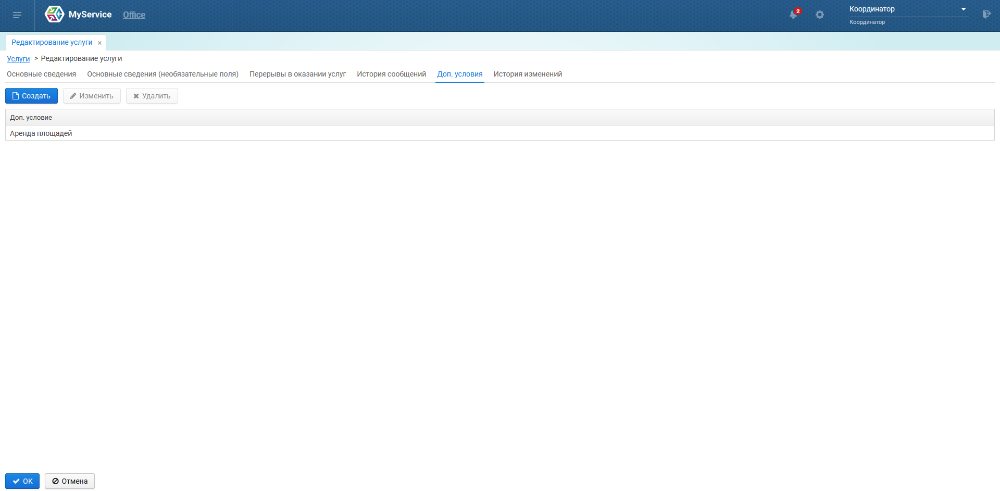 MyService Office 2 Координатор
Координатор
Редактирование услуги ×
Услуги > Редактирование услуги
Основные сведения Основные сведения (необязательные поля) Перерывы в оказании услуг История сообщений Доп. условия История изменений
Создать Изменить Удалить
Доп. условие
Аренда площадей
OK Отмена